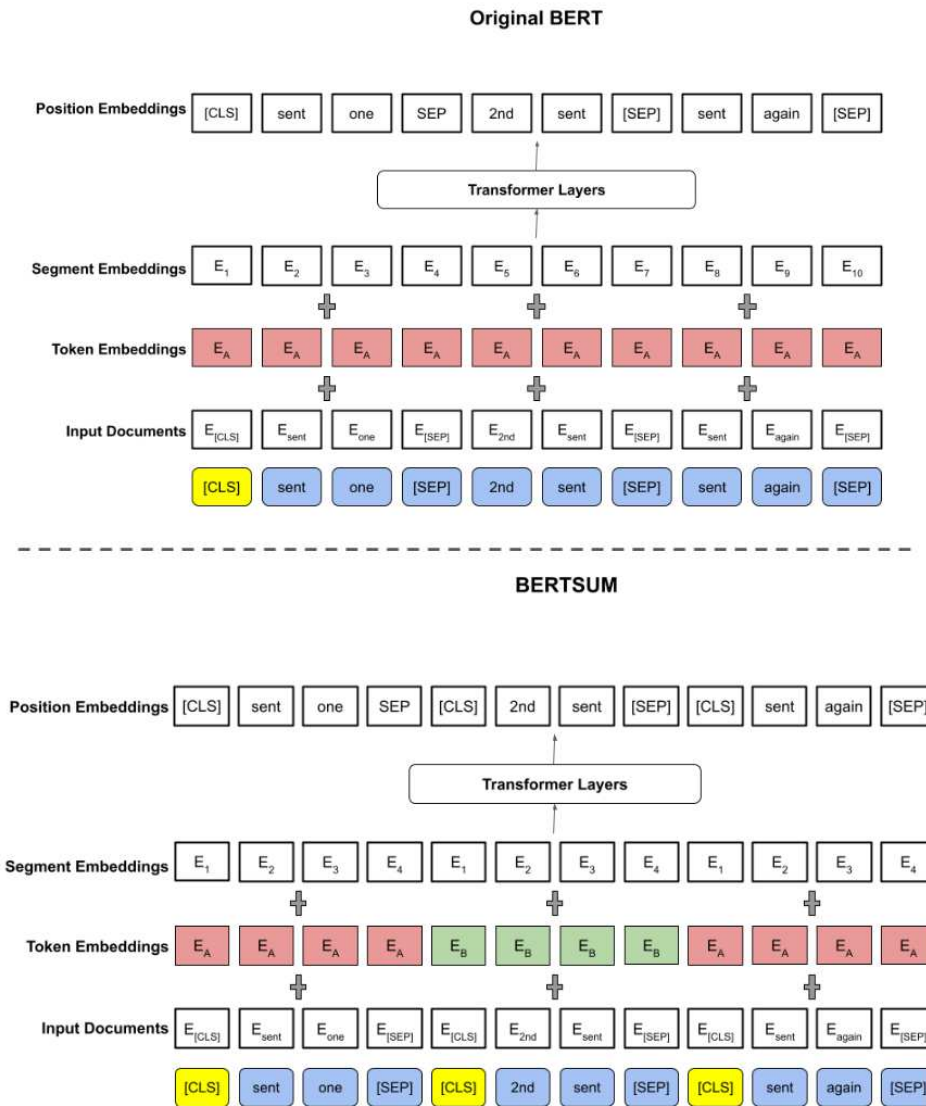 Original BERT
Position Embeddings [CLS] sent one SEP 2nd sent [SEP] sent again [SEP]
Transformer Layers
Segment Embeddings E1 E2 E3 E4 E5 E6 E7 E8 E9 E10
Token Embeddings EA EA EA EA EA EA EA EA EA EA
Input Documents E[CLS] Esent Eone E[SEP] E2nd Esent E[SEP] Esent Eagain E[SEP]
[CLS] sent one [SEP] 2nd sent [SEP] sent again [SEP]
BERTSUM
Position Embeddings [CLS] sent one SEP [CLS] 2nd sent [SEP] [CLS] sent again [SEP]
Transformer Layers
Segment Embeddings E1 E2 E3 E4 E1 E2 E3 E4 E1 E2 E3 E4
Token Embeddings EA EA EA EA EB EB EB EB EA EA EA EA
Input Documents E[CLS] Esent Eone E[SEP] E[CLS] E2nd Esent E[SEP] E[CLS] Esent Eagain E[SEP]
[CLS] sent one [SEP] [CLS] 2nd sent [SEP] [CLS] sent again [SEP]